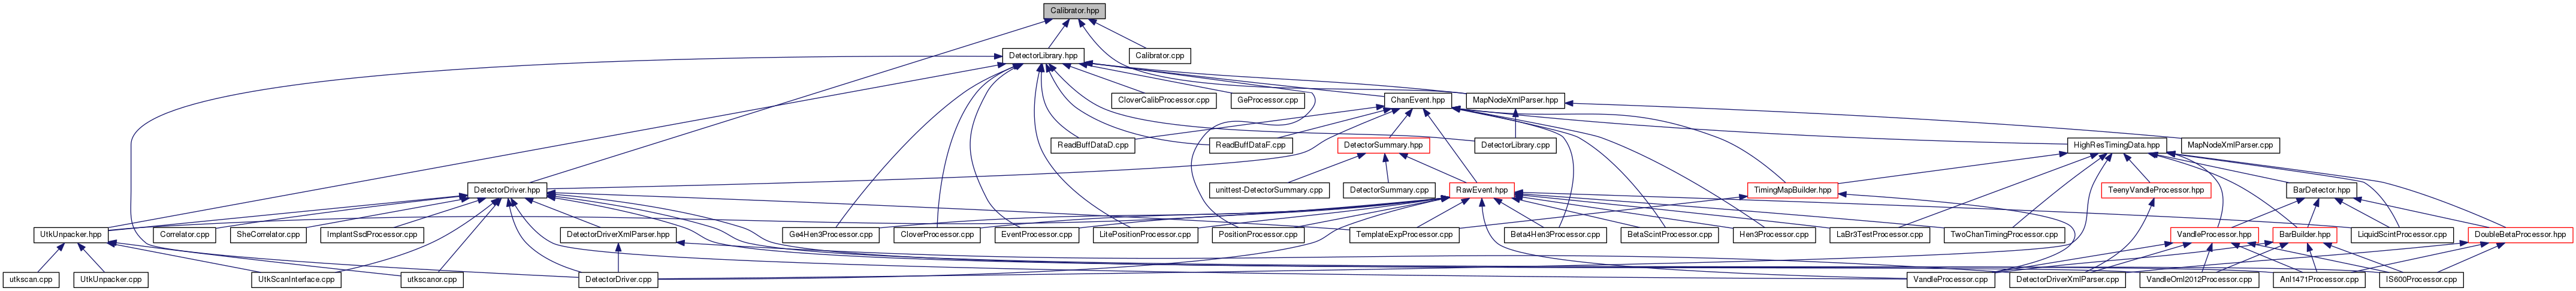 Calibrator.hpp
DetectorLibrary.hpp
Calibrator.cpp
CloverCalibProcessor.cpp
GeProcessor.cpp
ChanEvent.hpp
MapNodeXmlParser.hpp
ReadBuffDataD.cpp
ReadBuffDataF.cpp
DetectorSummary.hpp
DetectorLibrary.cpp
HighResTimingData.hpp
MapNodeXmlParser.cpp
DetectorDriver.hpp
unittest-DetectorSummary.cpp
DetectorSummary.cpp
RawEvent.hpp
TimingMapBuilder.hpp
TeenyVandleProcessor.hpp
BarDetector.hpp
UtkUnpacker.hpp
Correlator.cpp
SheCorrelator.cpp
ImplantSsdProcessor.cpp
DetectorDriverXmlParser.hpp
Ge4Hen3Processor.cpp
CloverProcessor.cpp
EventProcessor.cpp
LitePositionProcessor.cpp
PositionProcessor.cpp
TemplateExpProcessor.cpp
Beta4Hen3Processor.cpp
BetaScintProcessor.cpp
Hen3Processor.cpp
LaBr3TestProcessor.cpp
TwoChanTimingProcessor.cpp
VandleProcessor.hpp
BarBuilder.hpp
LiquidScintProcessor.cpp
DoubleBetaProcessor.hpp
utkscan.cpp
UtkUnpacker.cpp
UtkScanInterface.cpp
utkscanor.cpp
DetectorDriver.cpp
VandleProcessor.cpp
DetectorDriverXmlParser.cpp
VandleOrnl2012Processor.cpp
Anl1471Processor.cpp
IS600Processor.cpp